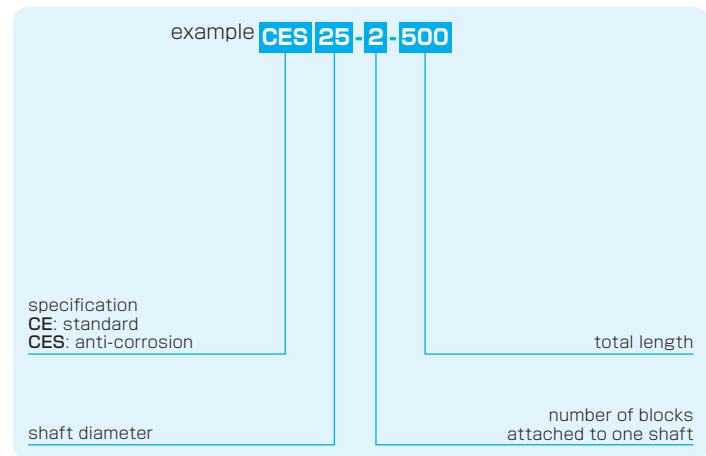 example CES 25 - 2 - 500
specification
CE: standard
CES: anti-corrosion
total length
shaft diameter
number of blocks
attached to one shaft